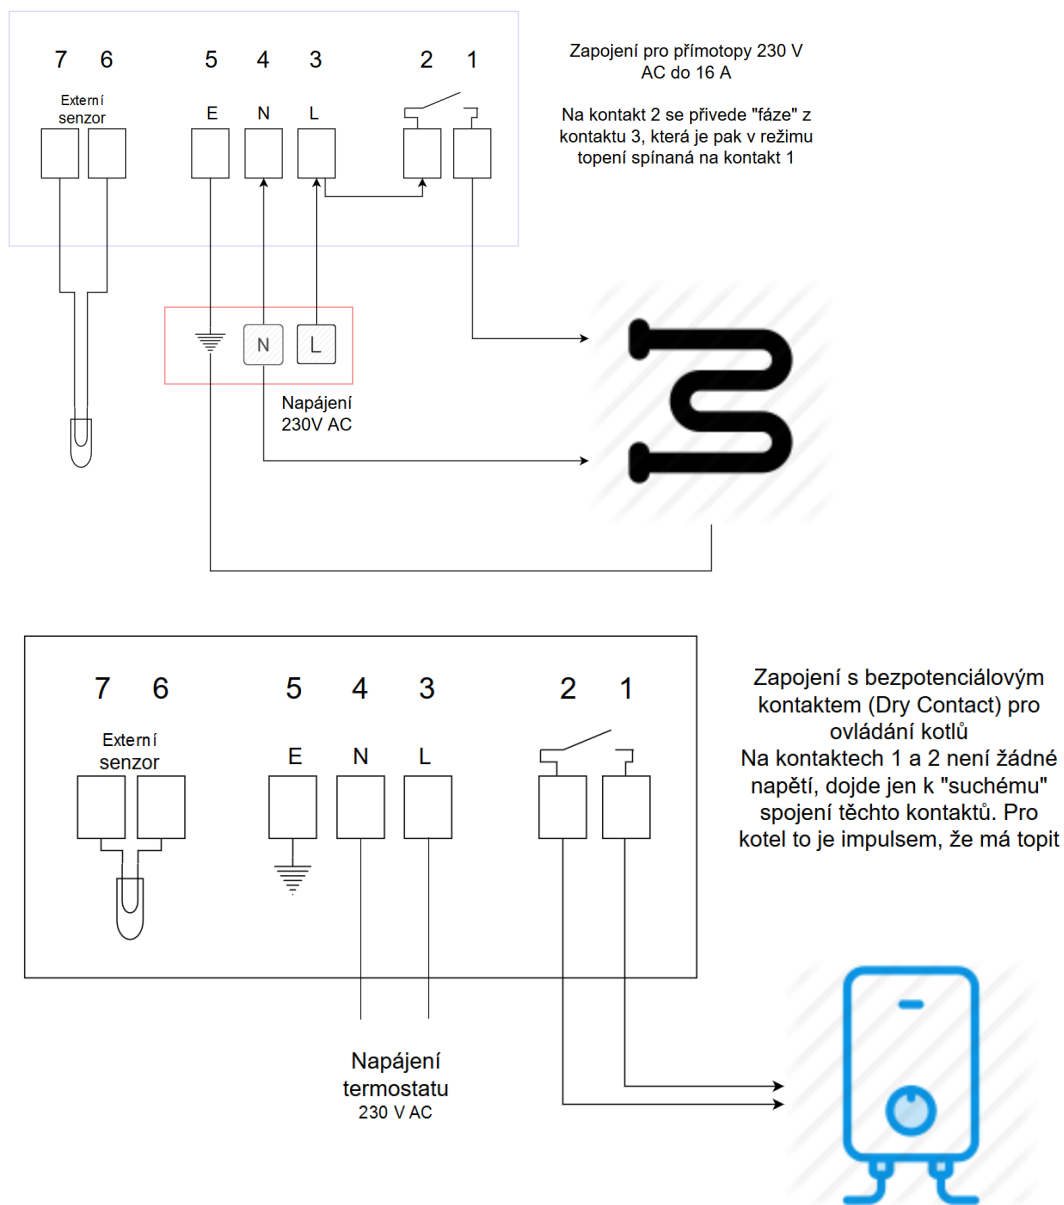 7 6 5 4 3 2 1
Externí
senzor
E N L
Zapojení pro přímotopy 230 V
AC do 16 A
Na kontakt 2 se přivede "fáze" z
kontaktu 3, která je pak v režimu
topení spínaná na kontakt 1
N L
Napájení
230V AC
7 6 5 4 3 2 1
Externí
senzor
E N L
Zapojení s bezpotenciálovým
kontaktem (Dry Contact) pro
ovládání kotlů
Na kontaktech 1 a 2 není žádné
napětí, dojde jen k "suchému"
spojení těchto kontaktů. Pro
kotel to je impulsem, že má topit
Napájení
termostatu
230 V AC